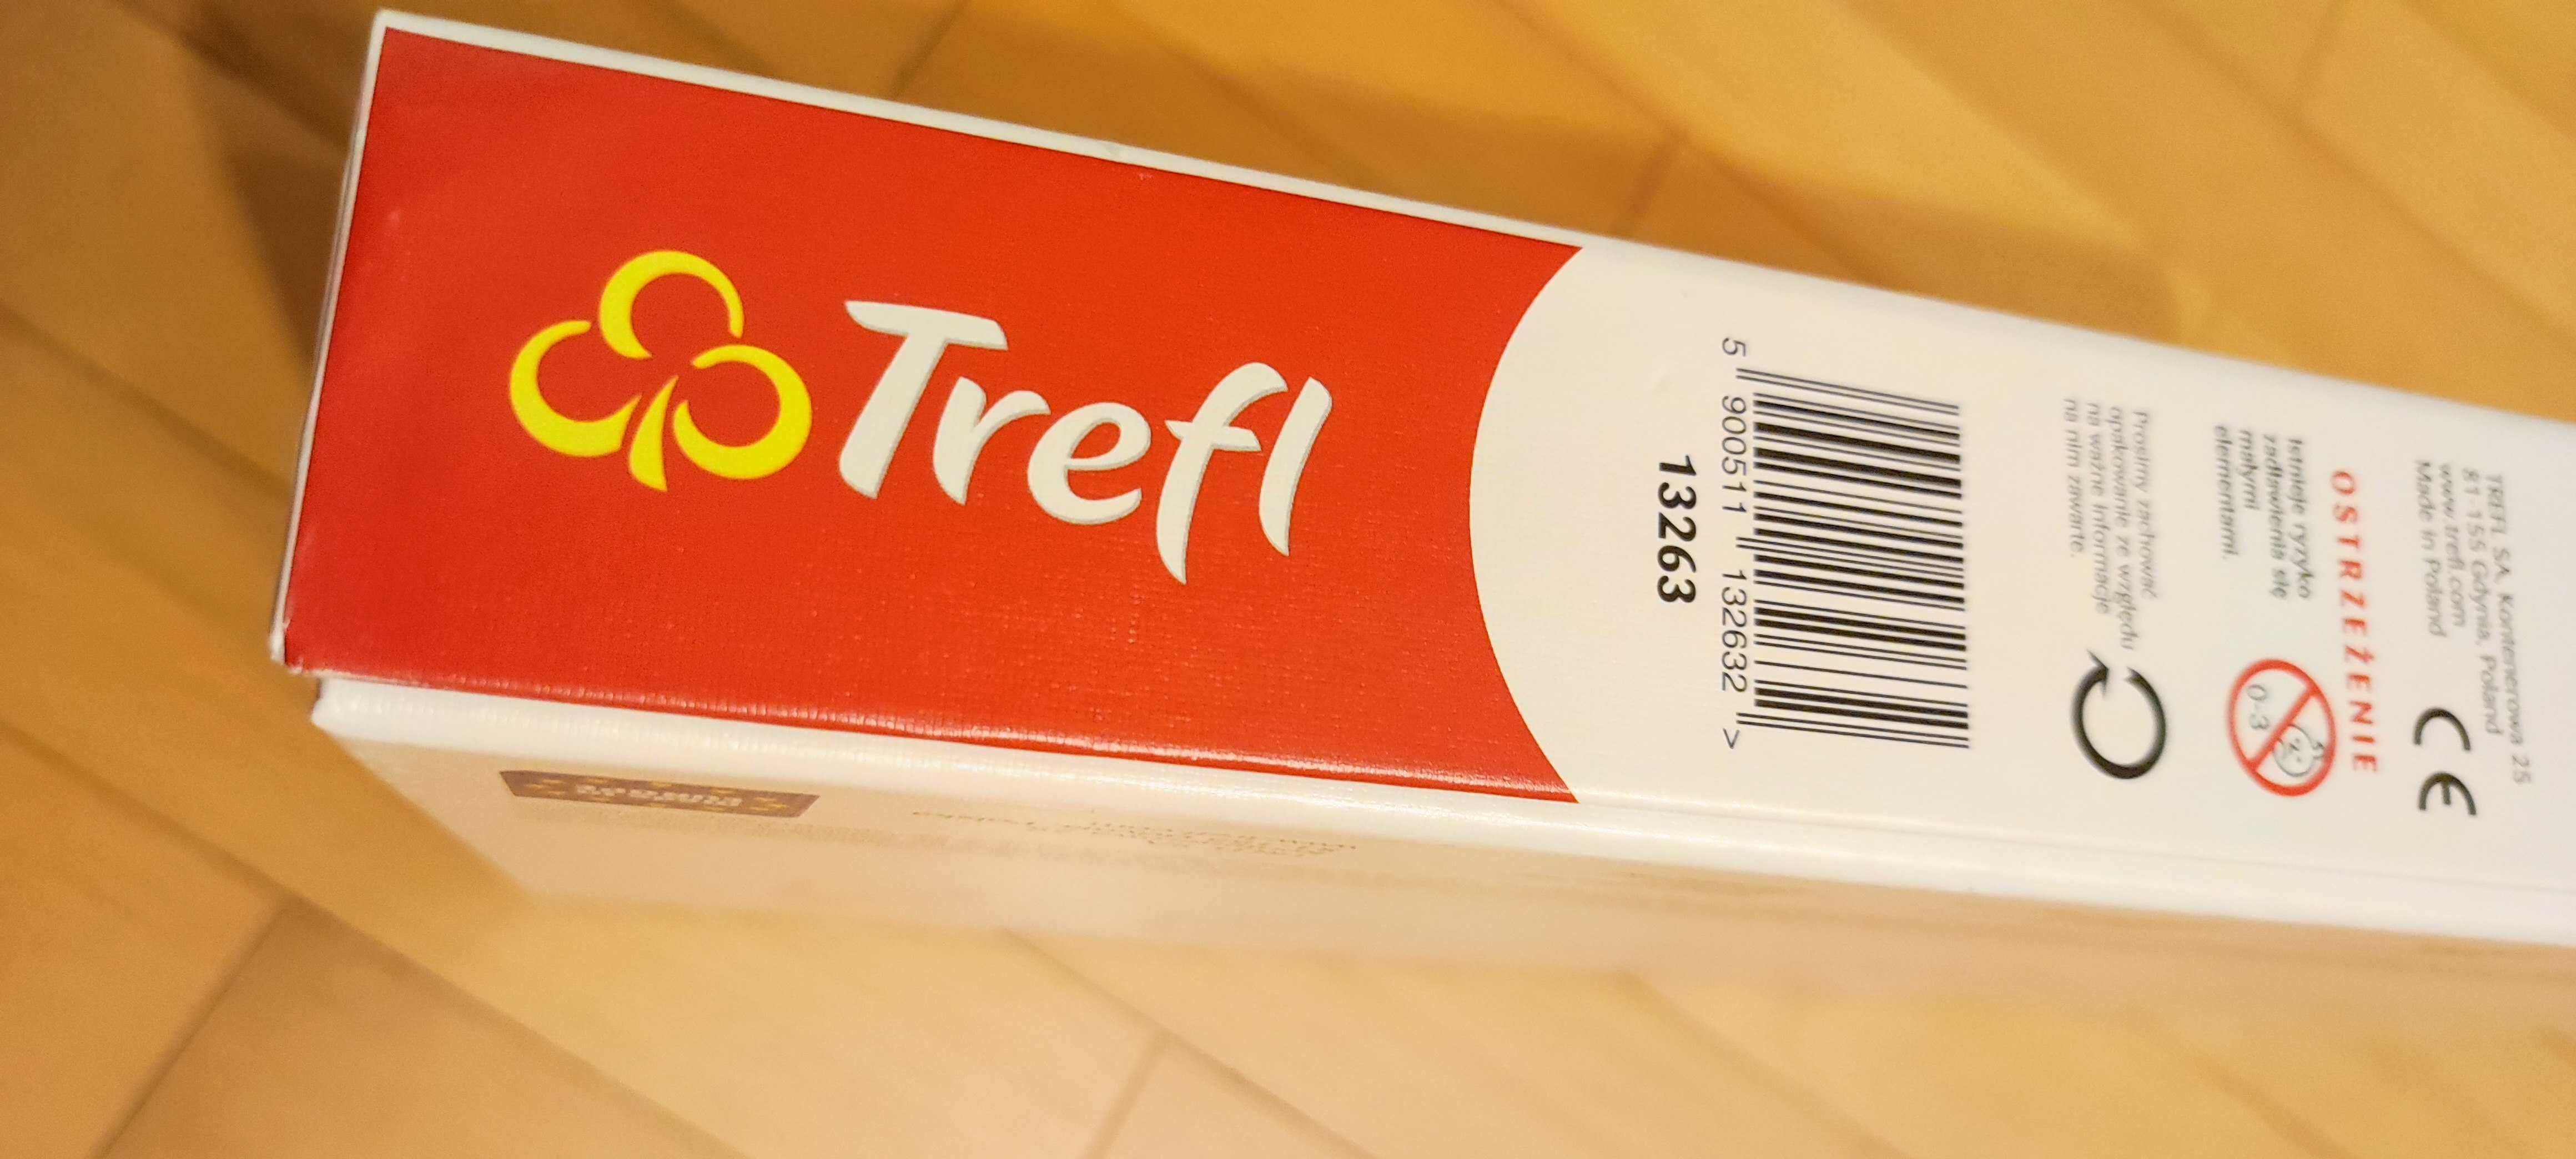 Trefl
5 900511 132632 >
13263
TREFL SA, Kontenerowa 25
81-155 Gdynia, Poland
www.trefl.com
Made in Poland
CE
OSTRZEŻENIE
Istnieje ryzyko
zadławienia się
małymi
elementami.
0-3
Prosimy zachować
opakowanie ze względu
na ważne informacje
na nim zawarte.